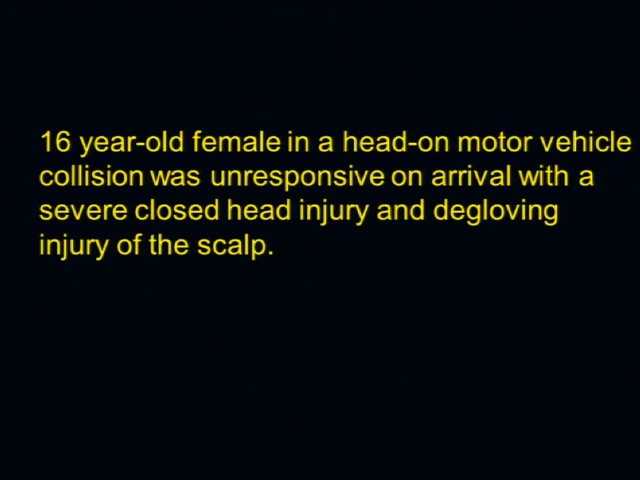 16 year-old female in a head-on motor vehicle
collision was unresponsive on arrival with a
severe closed head injury and degloving
injury of the scalp.